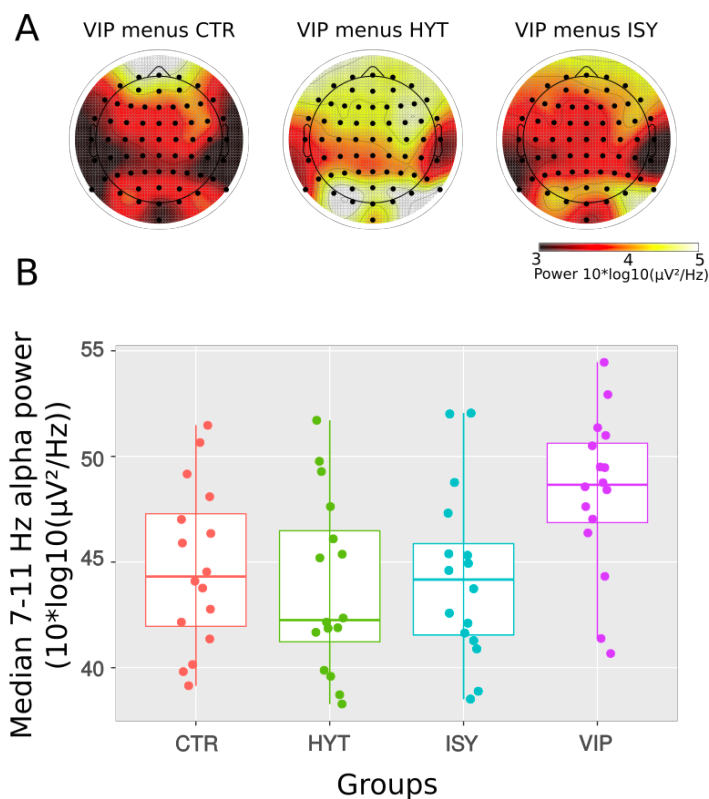 A
VIP menus CTR
VIP menus HYT
VIP menus ISY
3
4
5
Power 10*log10(µV²/Hz)
B
Median 7-11 Hz alpha power
(10*log10(µV²/Hz))
55
50
45
40
CTR
HYT
ISY
VIP
Groups